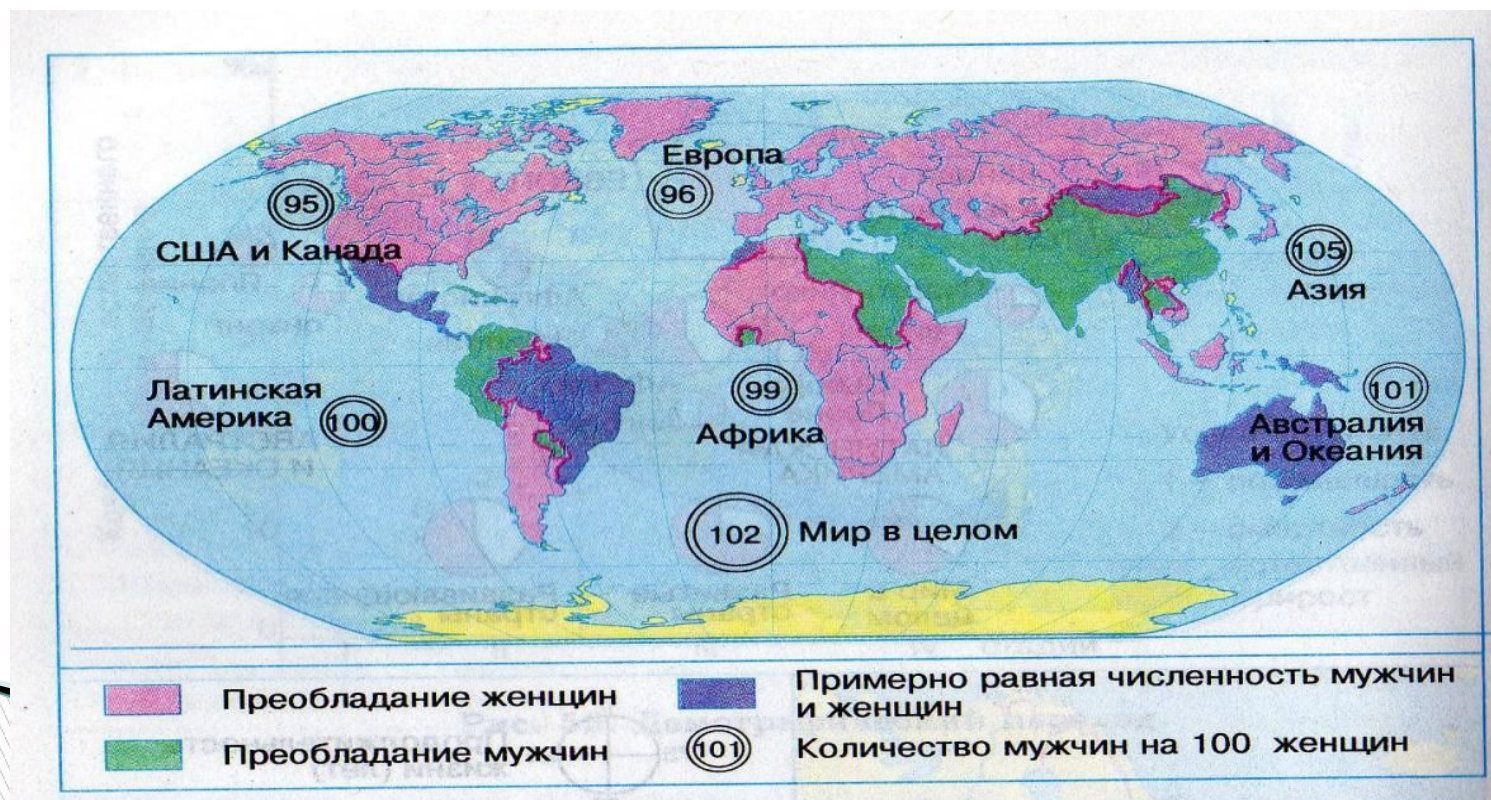 Европа
96
95
США и Канада
105
Азия
Латинская
Америка
100
99
Африка
101
Австралия
и Океания
102
Мир в целом
Преобладание женщин
Примерно равная численность мужчин
и женщин
Преобладание мужчин
101
Количество мужчин на 100 женщин